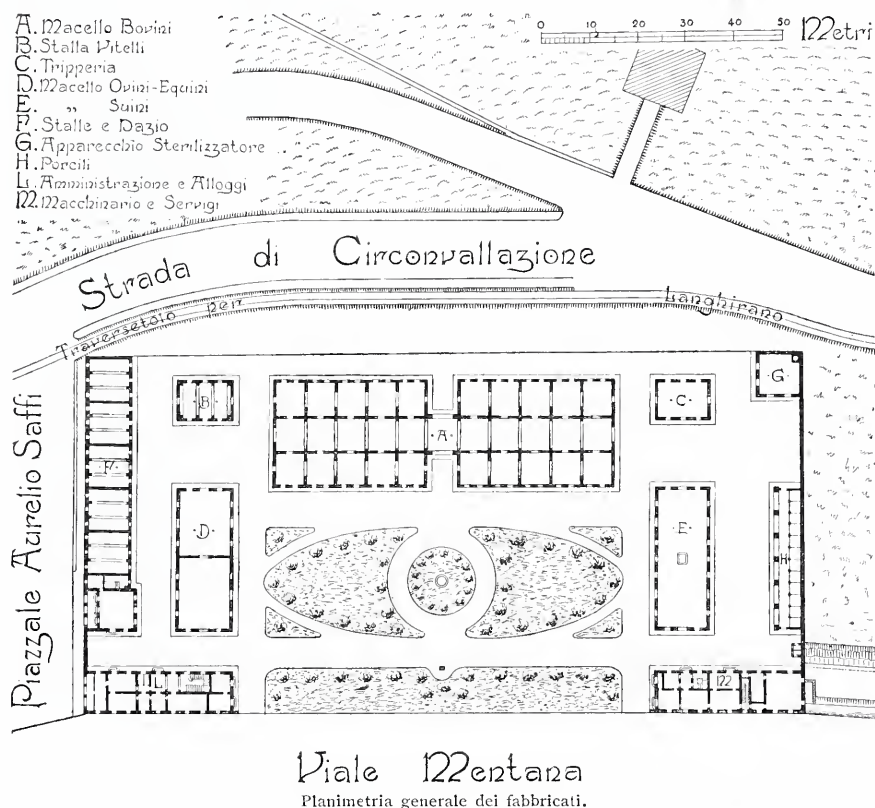 A. Macello Bovini
B. Stalla Vitelli
C. Tripperia
D. Macello Ovini-Equini
E. „ Suini
F. Stalle e Dazio
G. Apparecchio Sterilizzatore
H. Porcili
L. Amministrazione e Alloggi
M. Macchinario e Servigi
0 10 20 30 40 50 Metri
Strada di Circonvallazione
Traversetolo per Langhirano
Piazzale Aurelio Saffi
B
A
C
G
F
D
E
H
L
M
Viale Mentana
Planimetria generale dei fabbricati.